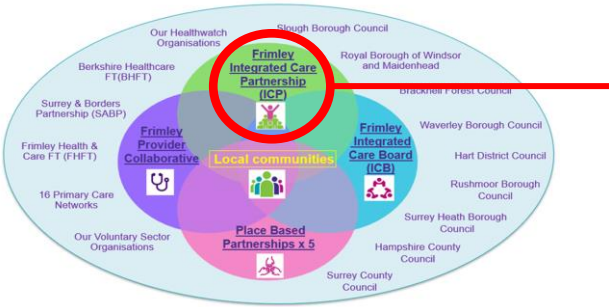 Our Healthwatch
Organisations
Slough Borough Council
Frimley
Integrated Care
Partnership
(ICP)
Royal Borough of Windsor
and Maidenhead
Berkshire Healthcare
FT(BHFT)
Bracknell Forest Council
Surrey & Borders
Partnership (SABP)
Waverley Borough Council
Frimley
Provider
Collaborative
Frimley
Integrated
Care Board
(ICB)
Frimley Health &
Care FT (FHFT)
Local communities
Hart District Council
Rushmoor Borough
Council
16 Primary Care
Networks
Surrey Heath Borough
Council
Our Voluntary Sector
Organisations
Place Based
Partnerships x 5
Hampshire County
Council
Surrey County
Council